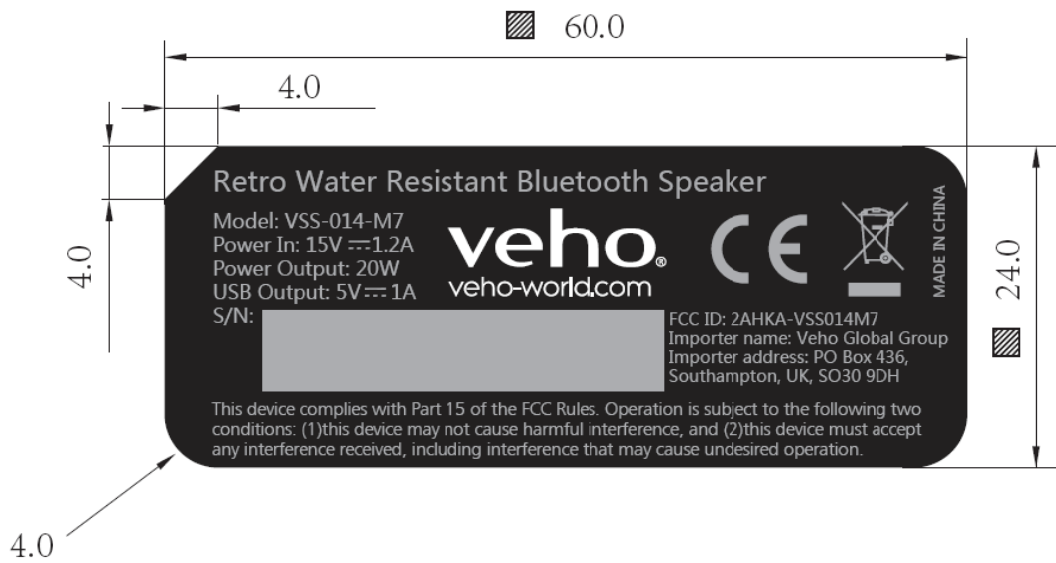 60.0
4.0
4.0
Retro Water Resistant Bluetooth Speaker
Model: VSS-014-M7
Power In: 15V⎓1.2A
Power Output: 20W
USB Output: 5V⎓1A
S/N:
veho®
veho-world.com
CE
MADE IN CHINA
24.0
FCC ID: 2AHKA-VSS014M7
Importer name: Veho Global Group
Importer address: PO Box 436,
Southampton, UK, SO30 9DH
This device complies with Part 15 of the FCC Rules. Operation is subject to the following two
conditions: (1)this device may not cause harmful interference, and (2)this device must accept
any interference received, including interference that may cause undesired operation.
4.0